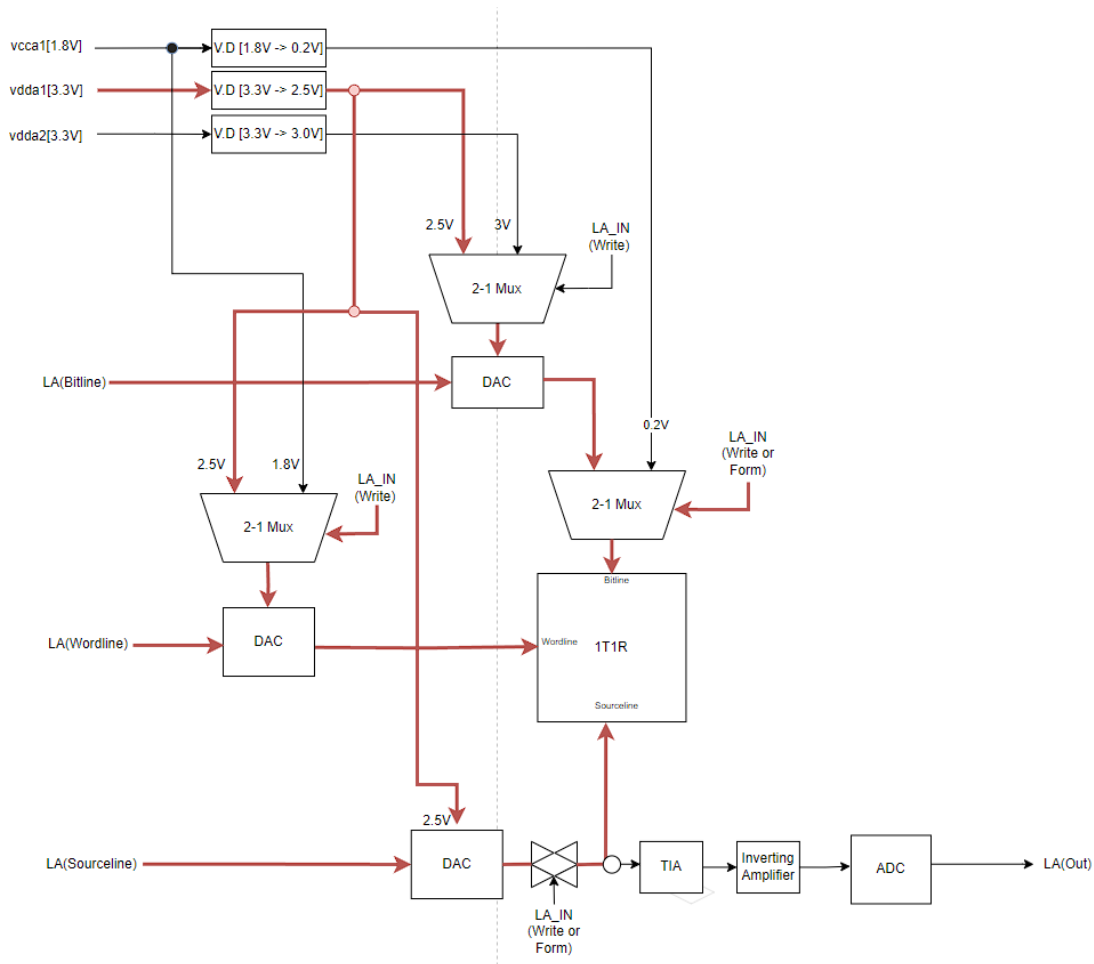 vcca1[1.8V]
V.D [1.8V -> 0.2V]
vdda1[3.3V]
V.D [3.3V -> 2.5V]
vdda2[3.3V]
V.D [3.3V -> 3.0V]
2.5V
3V
LA_IN
(Write)
2-1 Mux
LA(Bitline)
DAC
0.2V
LA_IN
(Write or
Form)
2.5V
1.8V
LA_IN
(Write)
2-1 Mux
2-1 Mux
Bitline
LA(Wordline)
DAC
Wordline
1T1R
Sourceline
2.5V
LA(Sourceline)
DAC
TIA
Inverting
Amplifier
ADC
LA(Out)
LA_IN
(Write or
Form)